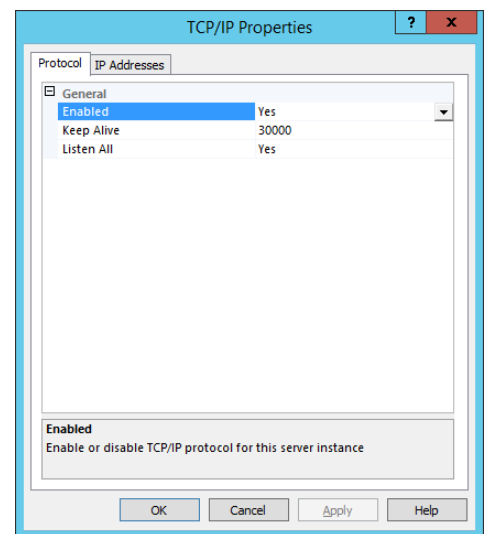 TCP/IP Properties
? x
Protocol IP Addresses
General
Enabled Yes
Keep Alive 30000
Listen All Yes
Enabled
Enable or disable TCP/IP protocol for this server instance
OK Cancel Apply Help